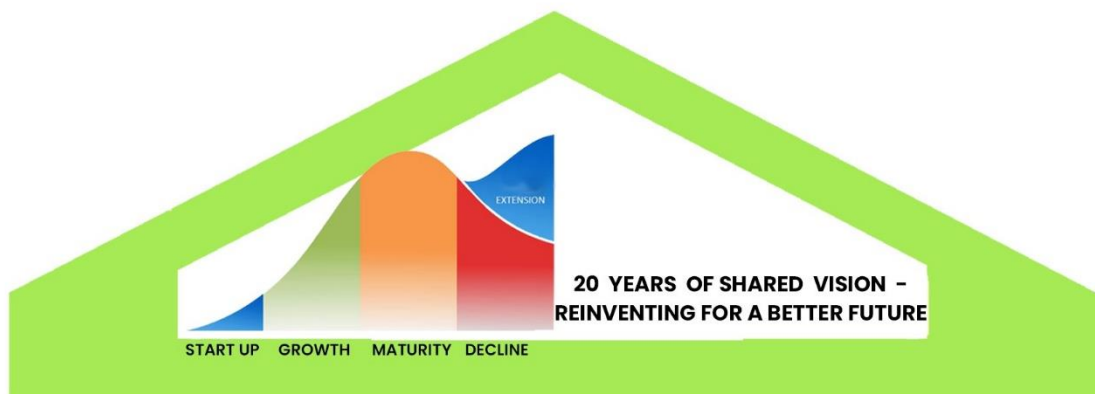 EXTENSION
20 YEARS OF SHARED VISION -
REINVENTING FOR A BETTER FUTURE
START UP GROWTH MATURITY DECLINE